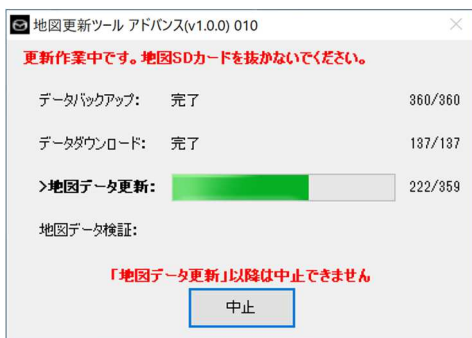 地図更新ツール アドバンス(v1.0.0) 010
更新作業中です。地図SDカードを抜かないでください。
データバックアップ: 完了 360/360
データダウンロード: 完了 137/137
>地図データ更新: 222/359
地図データ検証:
「地図データ更新」以降は中止できません
中止